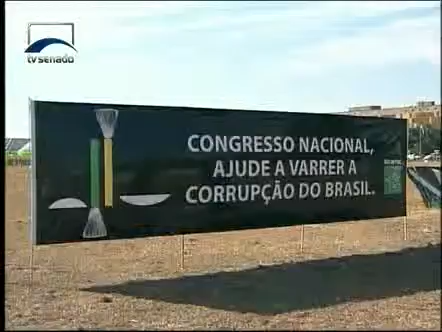 tv senado
CONGRESSO NACIONAL,
AJUDE A VARRER A
CORRUPÇÃO DO BRASIL.